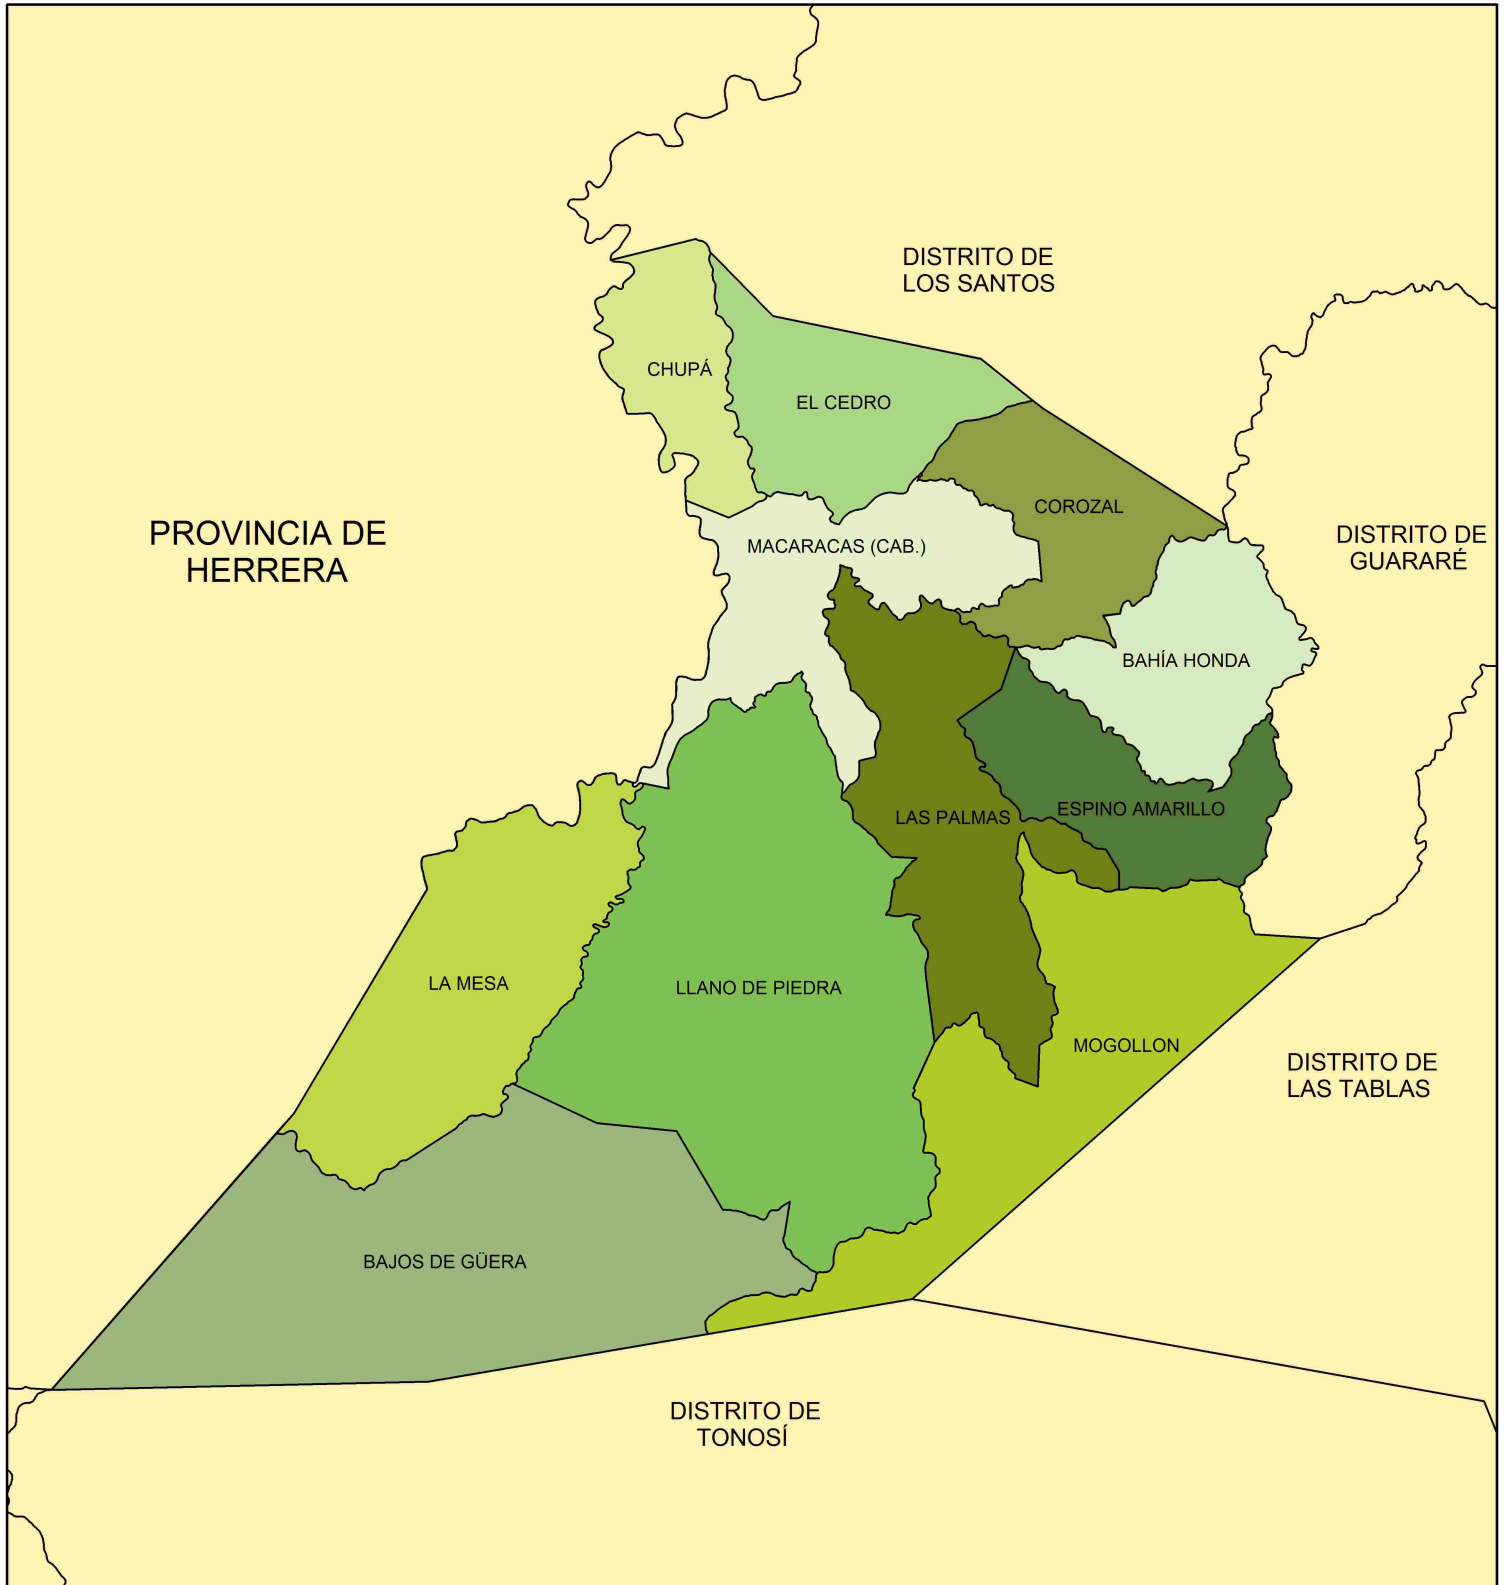 DISTRITO DE
LOS SANTOS
CHUPÁ
EL CEDRO
COROZAL
PROVINCIA DE
HERRERA
MACARACAS (CAB.)
DISTRITO DE
GUARARÉ
BAHÍA HONDA
ESPINO AMARILLO
LAS PALMAS
LA MESA
LLANO DE PIEDRA
MOGOLLON
DISTRITO DE
LAS TABLAS
BAJOS DE GÜERA
DISTRITO DE
TONOSÍ